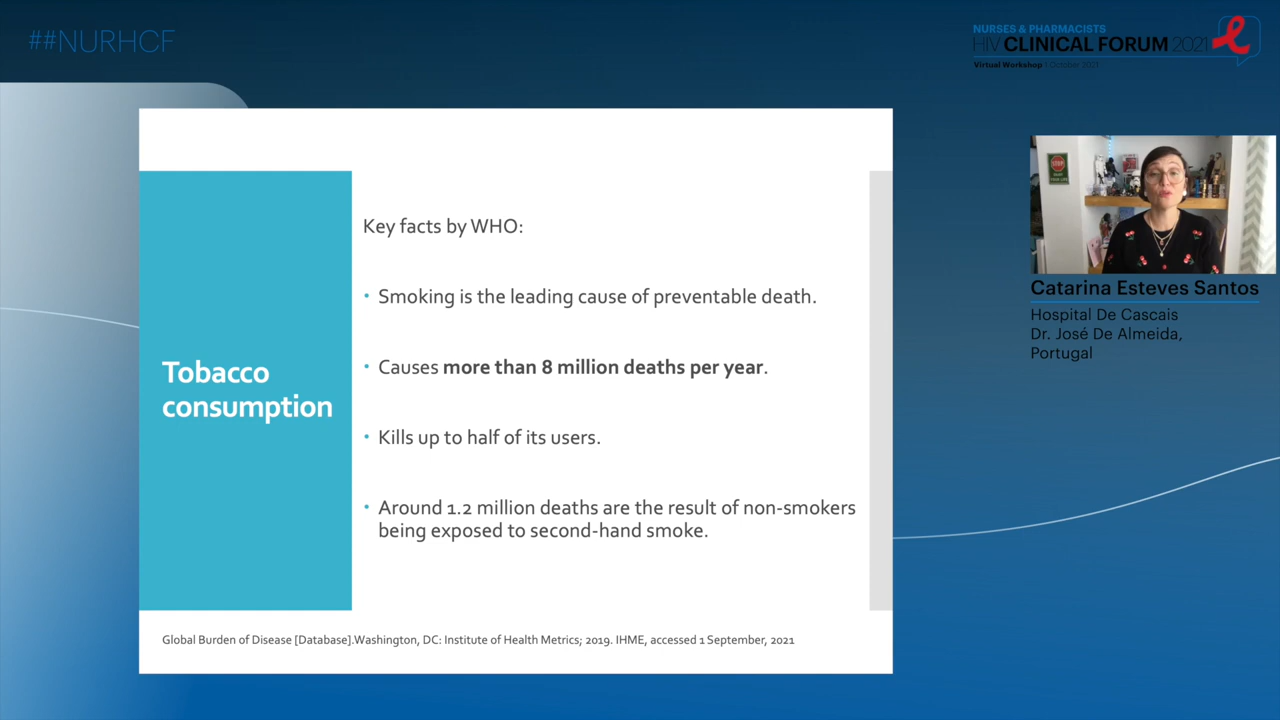 ##NURHCF
NURSES & PHARMACISTS
HIV CLINICAL FORUM 2021
Virtual Workshop 1 October 2021
STOP
Catarina Esteves Santos
Hospital De Cascais
Dr. José De Almeida,
Portugal
Tobacco
consumption
Key facts by WHO:
• Smoking is the leading cause of preventable death.
• Causes more than 8 million deaths per year.
• Kills up to half of its users.
• Around 1.2 million deaths are the result of non-smokers
being exposed to second-hand smoke.
Global Burden of Disease [Database].Washington, DC: Institute of Health Metrics; 2019. IHME, accessed 1 September, 2021